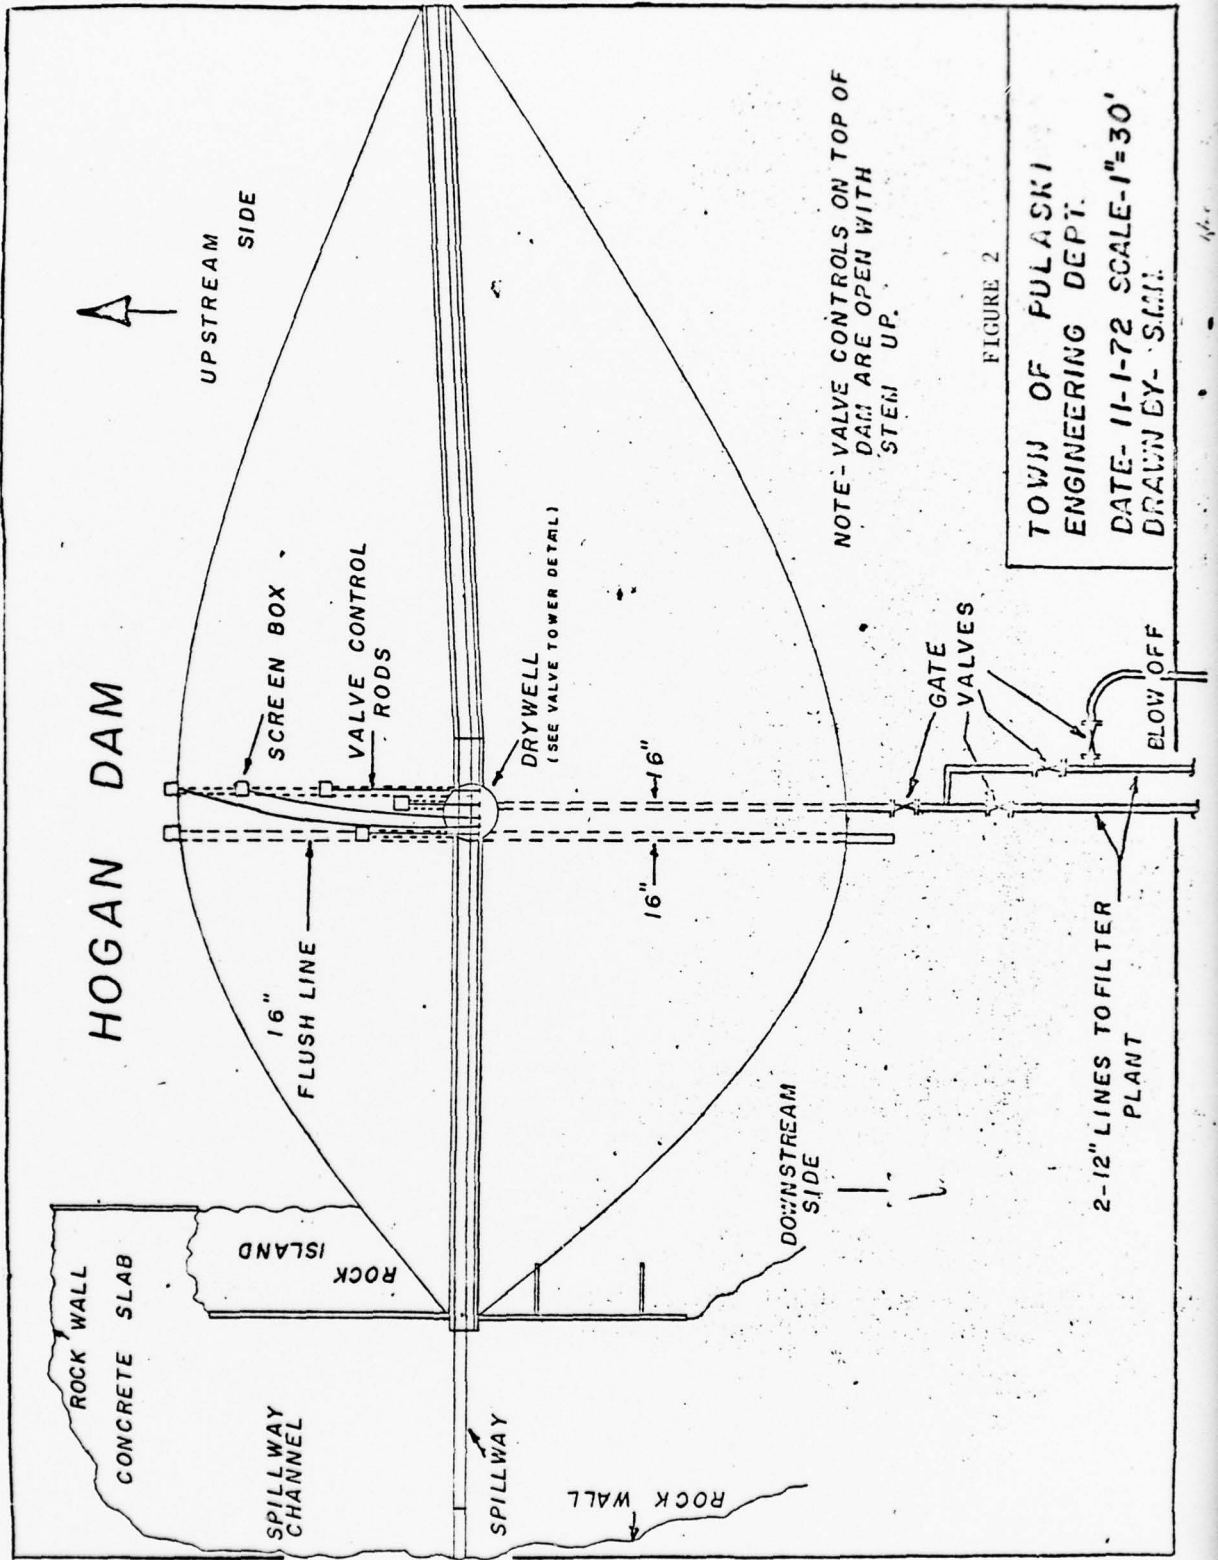 HOGAN DAM
UPSTREAM
SIDE
ROCK WALL
CONCRETE SLAB
SPILLWAY
CHANNEL
ROCK
ISLAND
16"
FLUSH LINE
SCREEN BOX
VALVE CONTROL
RODS
DRYWELL
(SEE VALVE TOWER DETAIL)
SPILLWAY
ROCK WALL
16"
16"
DOWNSTREAM
SIDE
GATE
VALVES
BLOW OFF
2-12" LINES TO FILTER
PLANT
NOTE-VALVE CONTROLS ON TOP OF
DAM ARE OPEN WITH
STEM UP.
FIGURE 2
TOWN OF PULASKI
ENGINEERING DEPT.
DATE- 11-1-72 SCALE-1"=30'
DRAWN BY-